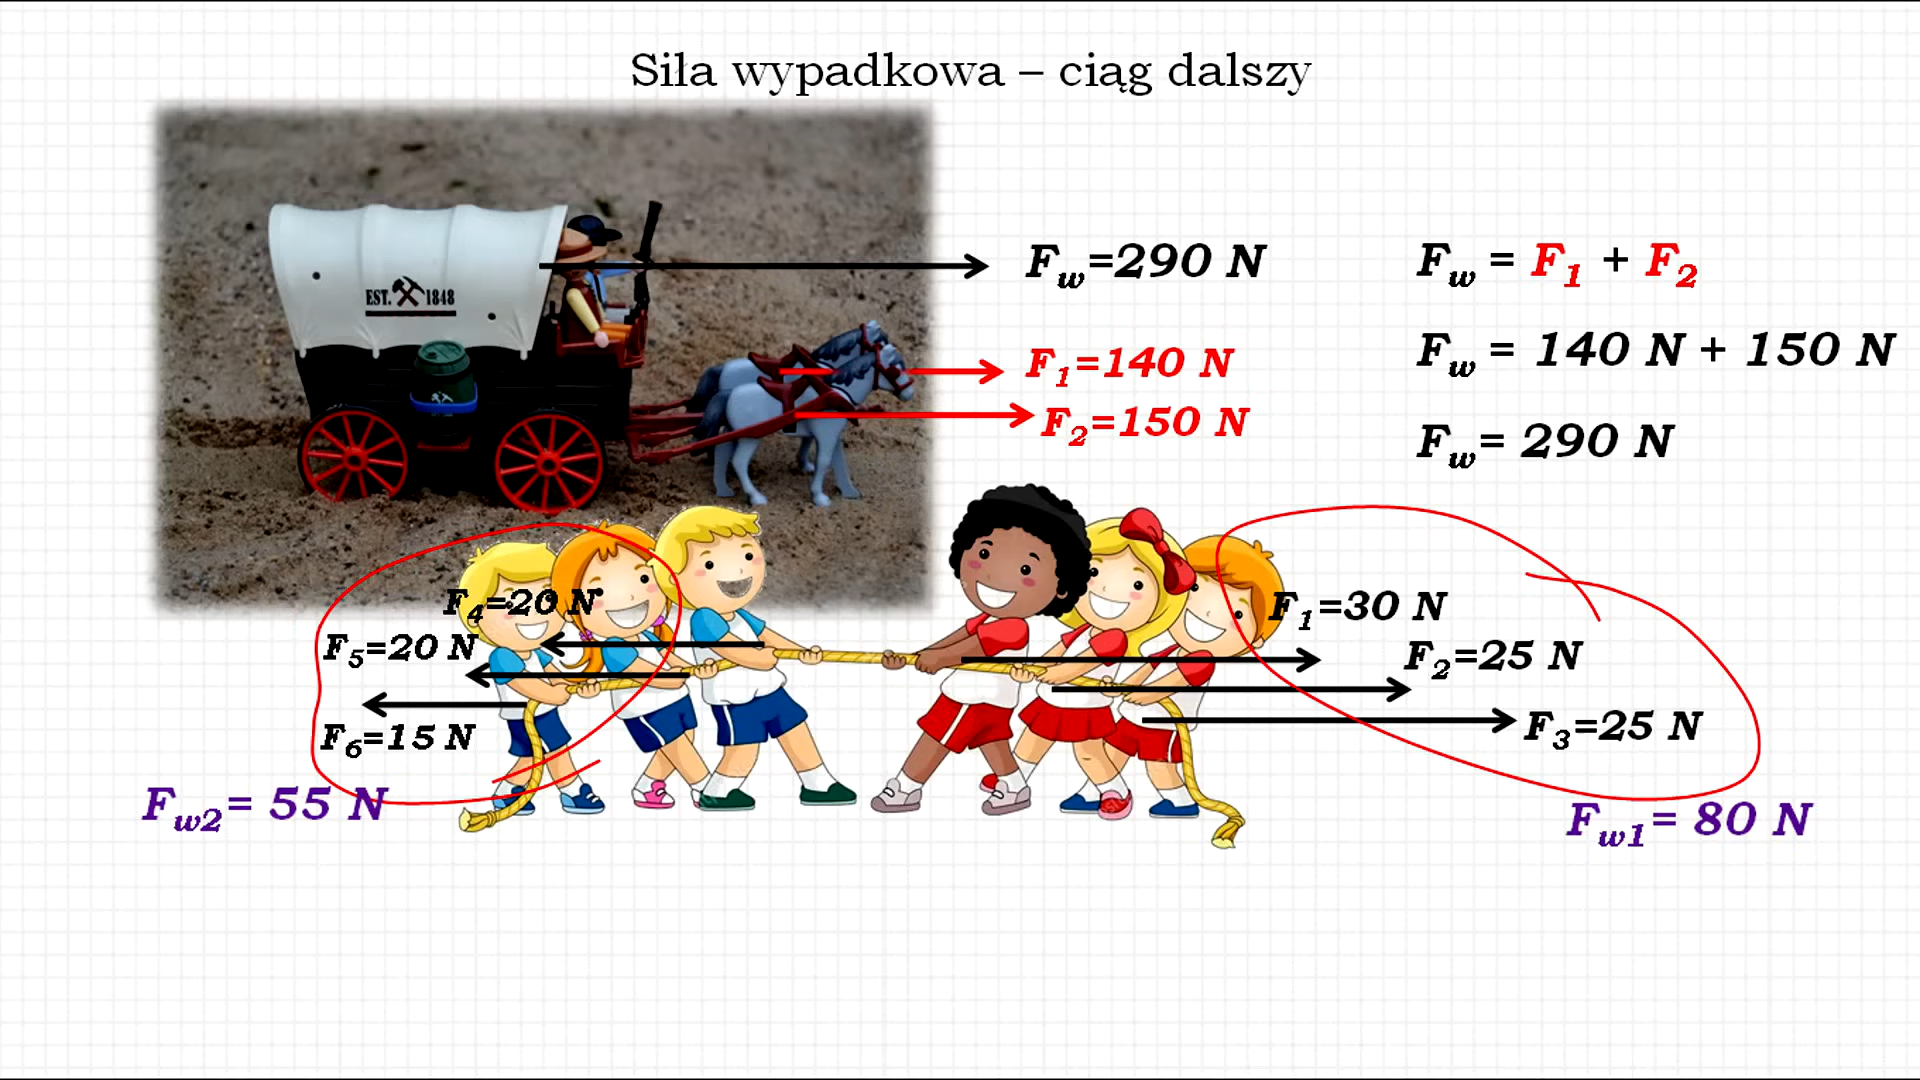 Siła wypadkowa – ciąg dalszy
EST. 1848
Fw=290 N
F1=140 N
F2=150 N
Fw = F1 + F2
Fw = 140 N + 150 N
Fw= 290 N
F4=20 N
F5=20 N
F6=15 N
Fw2= 55 N
F1=30 N
F2=25 N
F3=25 N
Fw1= 80 N